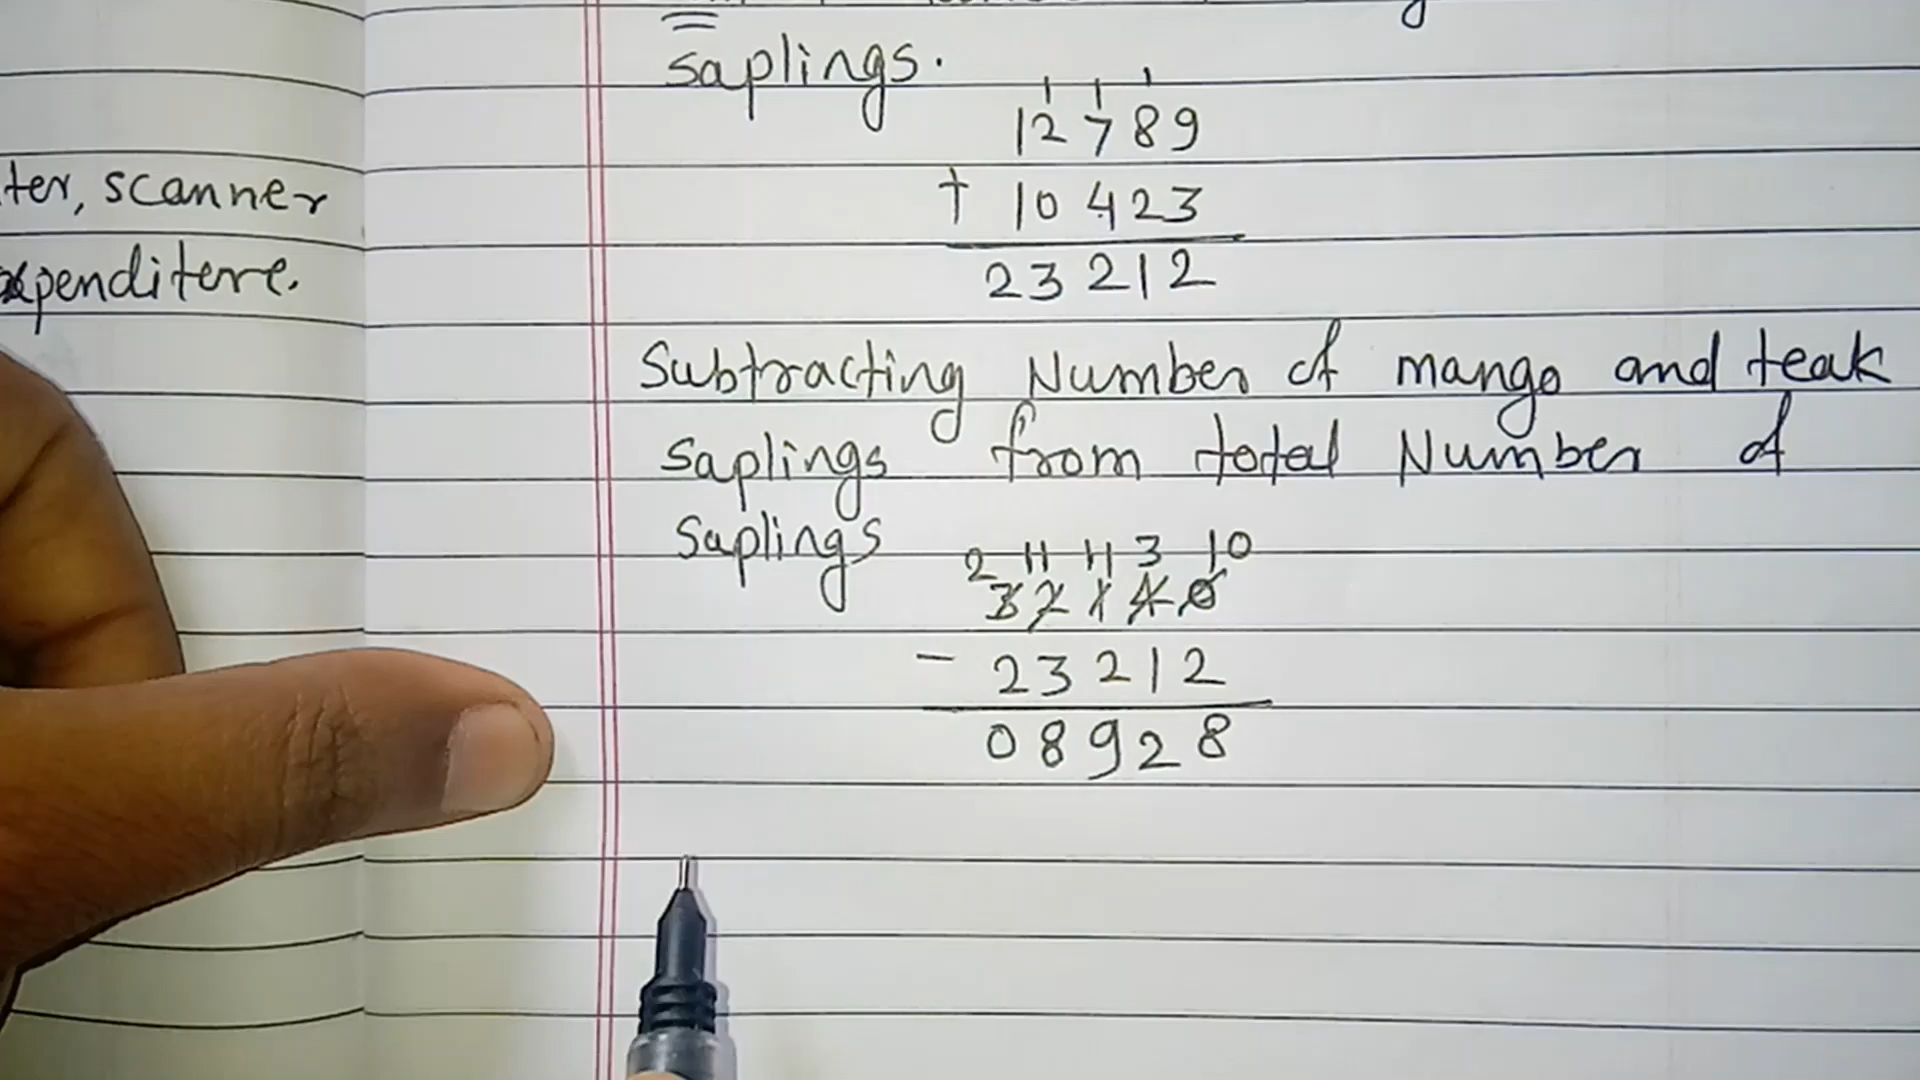 saplings.
1 1 1
12789
+ 10423
23212
Subtracting Number of mango and teak
saplings from total Number of
Saplings
2 11 11 3 10
32140
- 23212
08928
ter, scanner
xpenditere.